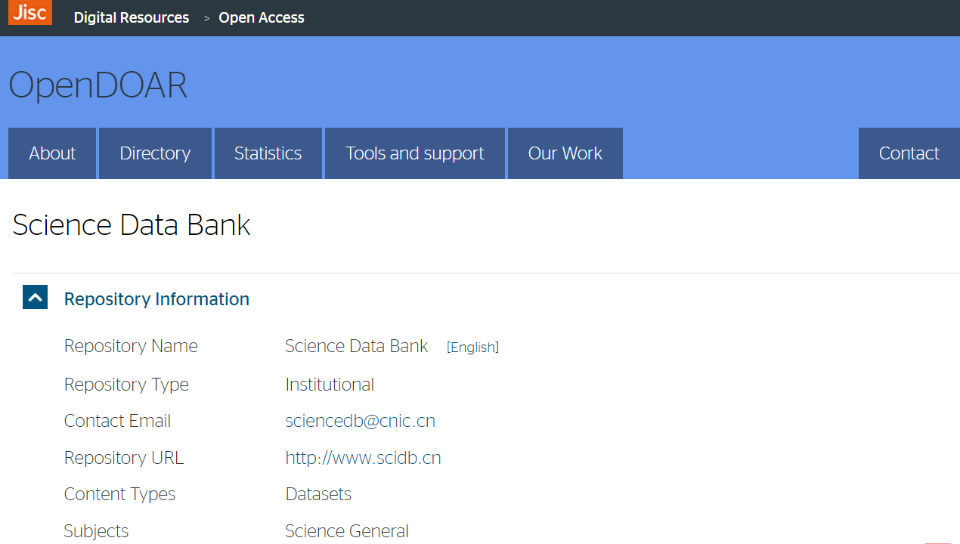 Jisc Digital Resources > Open Access
OpenDOAR
About Directory Statistics Tools and support Our Work Contact
Science Data Bank
Repository Information
Repository Name Science Data Bank [English]
Repository Type Institutional
Contact Email sciencedb@cnic.cn
Repository URL http://www.scidb.cn
Content Types Datasets
Subjects Science General